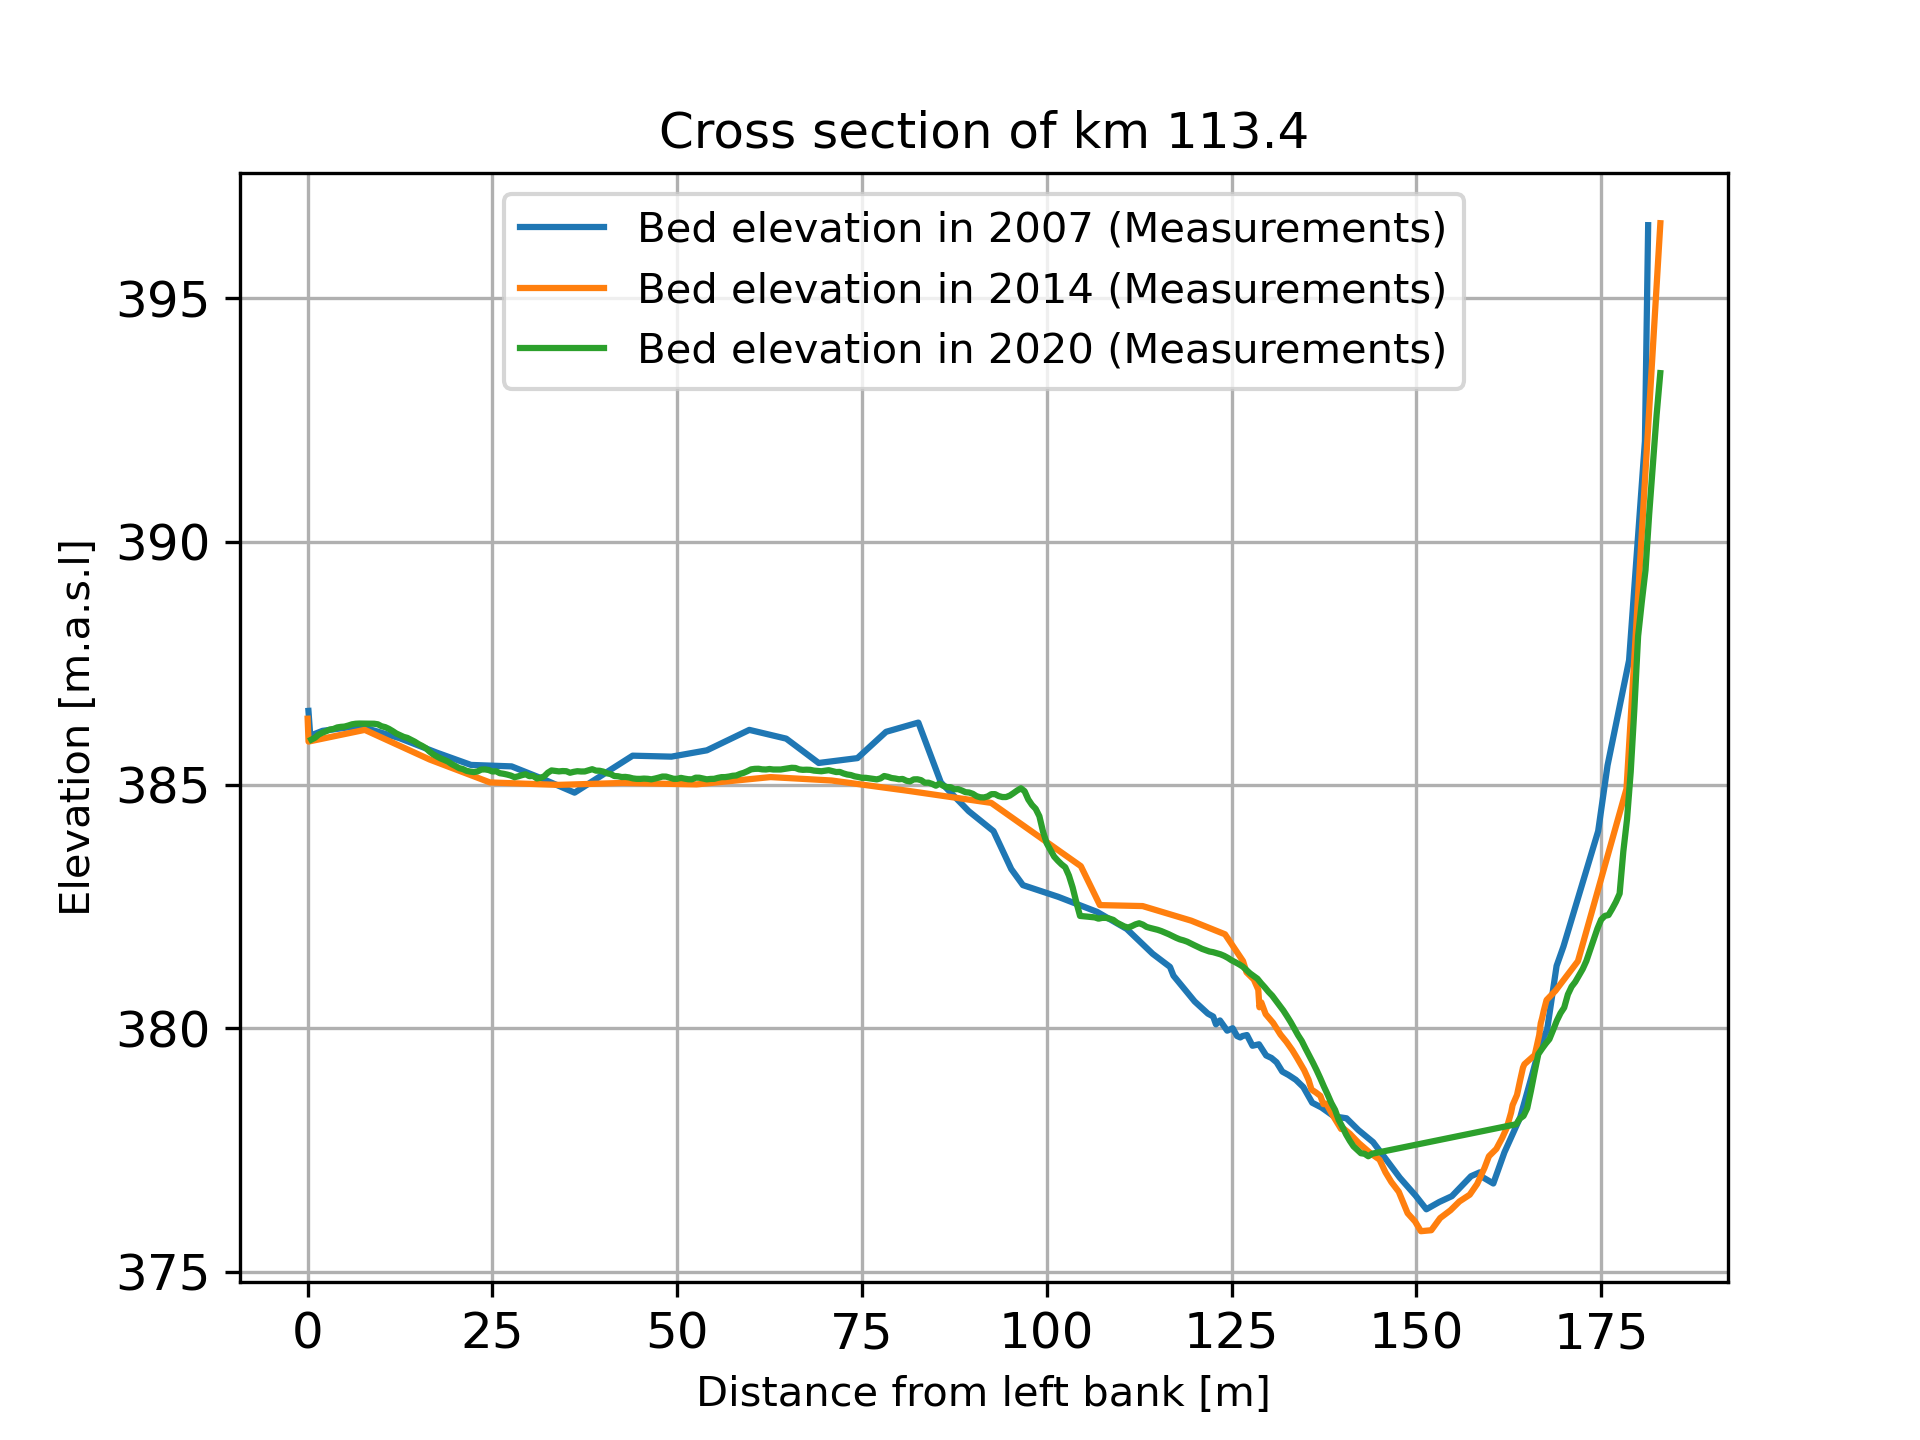 Cross section of km 113.4
Bed elevation in 2007 (Measurements)
Bed elevation in 2014 (Measurements)
Bed elevation in 2020 (Measurements)
395
390
385
380
375
Elevation [m.a.s.l]
0 25 50 75 100 125 150 175
Distance from left bank [m]